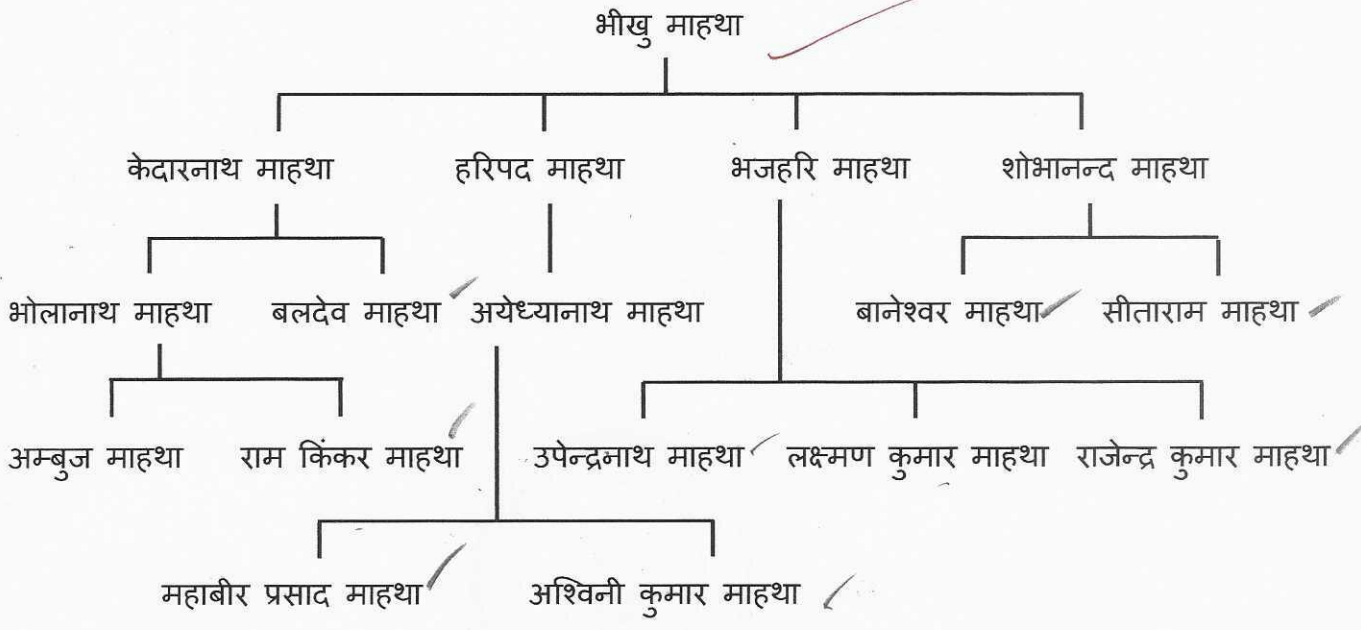 भीखु माहथा
केदारनाथ माहथा हरिपद माहथा भजहरि माहथा शोभानन्द माहथा
भोलानाथ माहथा बलदेव माहथा अयेध्यानाथ माहथा बानेश्वर माहथा सीताराम माहथा
अम्बुज माहथा राम किंकर माहथा उपेन्द्रनाथ माहथा लक्ष्मण कुमार माहथा राजेन्द्र कुमार माहथा
महाबीर प्रसाद माहथा अश्विनी कुमार माहथा